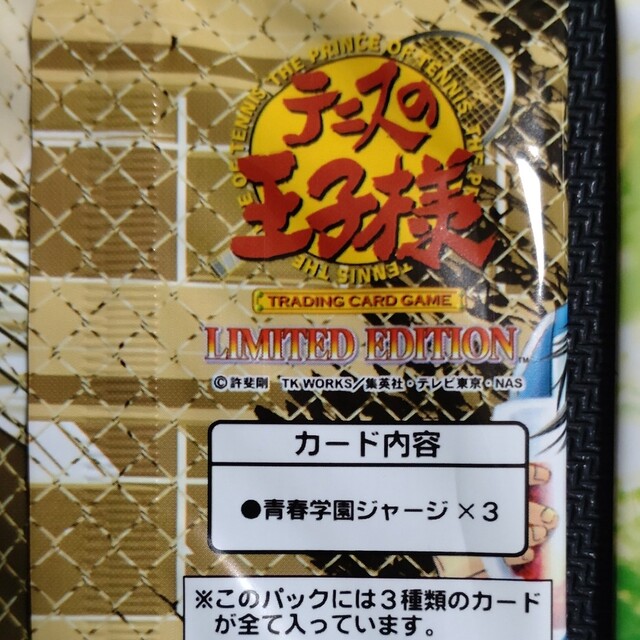 THE PRINCE OF TENNIS THE
テニスの
王子様
TENNIS THE
TRADING CARD GAME
LIMITED EDITION™
©許斐剛 TK WORKS/集英社・テレビ東京・NAS
カード内容
●青春学園ジャージ×3
※このパックには3種類のカード
が全て入っています。